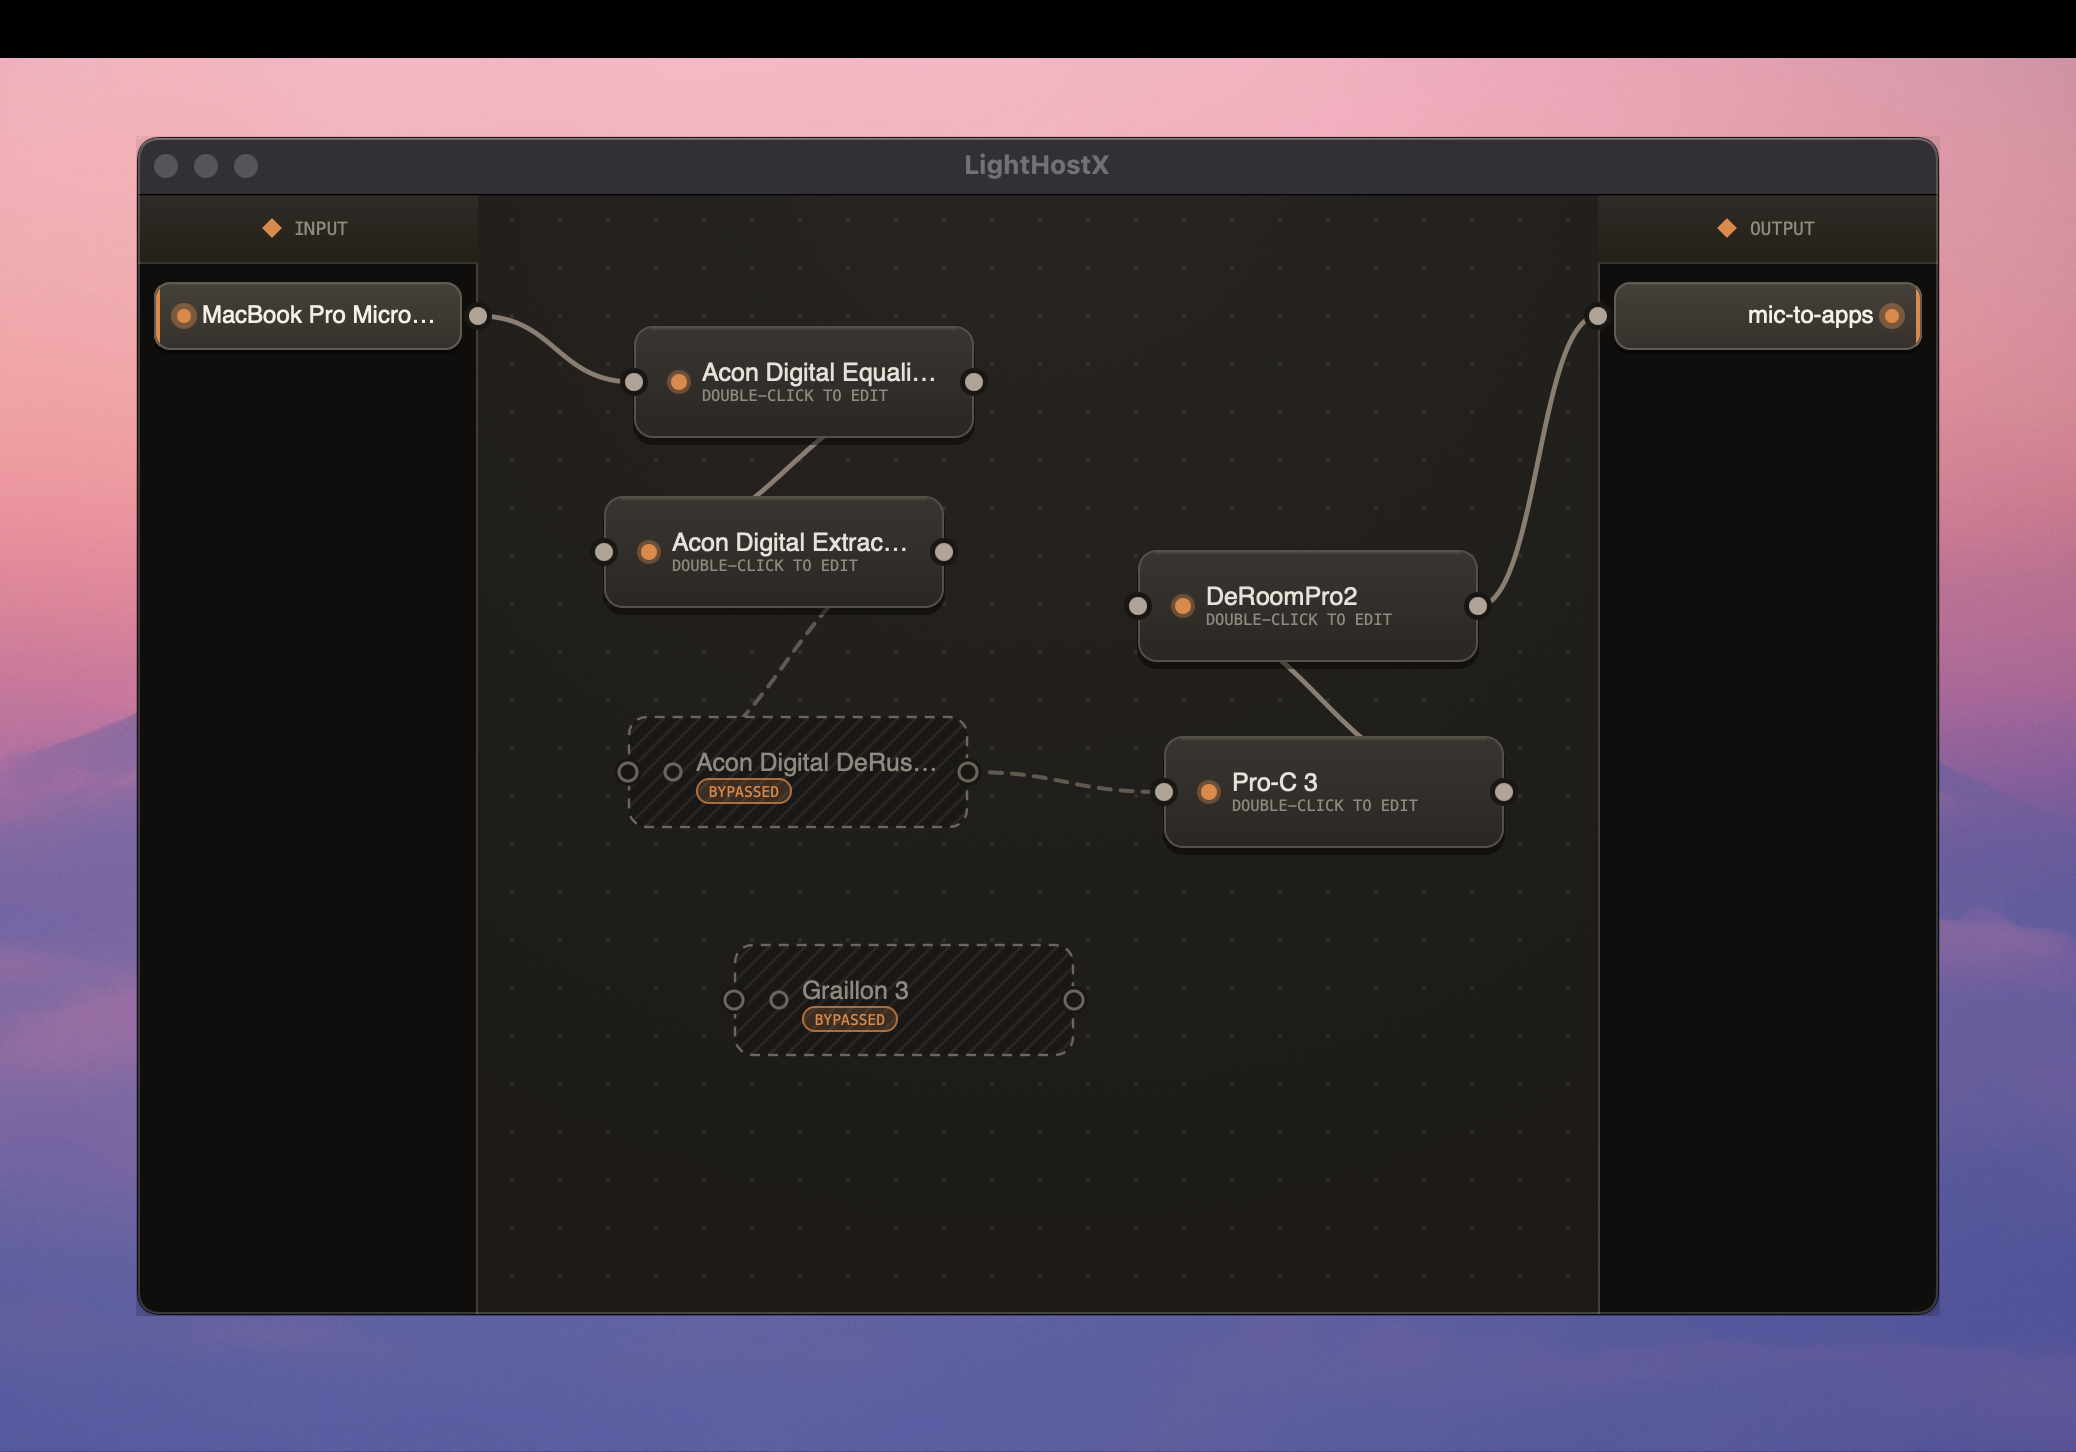 LightHostX
INPUT
OUTPUT
MacBook Pro Micro...
mic-to-apps
Acon Digital Equali...
DOUBLE-CLICK TO EDIT
Acon Digital Extrac...
DOUBLE-CLICK TO EDIT
DeRoomPro2
DOUBLE-CLICK TO EDIT
Acon Digital DeRus...
BYPASSED
Pro-C 3
DOUBLE-CLICK TO EDIT
Graillon 3
BYPASSED